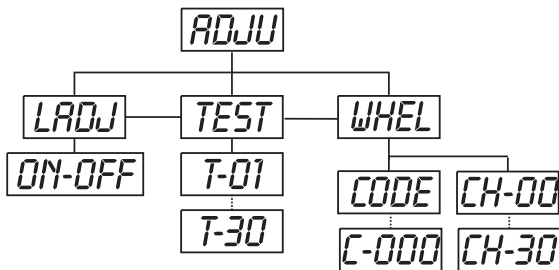 ADJU
LADJ TEST WHEL
ON-OFF T-01 CODE CH-00
T-30 C-000 CH-30